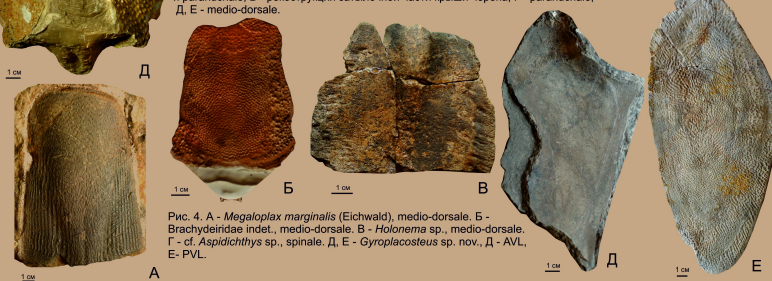 Д, Е - medio-dorsale.
1 см
Д
1 см
Б
1 см
В
Рис. 4. А - Megaloplax marginalis (Eichwald), medio-dorsale. Б -
Brachydeiridae indet., medio-dorsale. В - Holonema sp., medio-dorsale.
Г - cf. Aspidichthys sp., spinale. Д, Е - Gyroplacosteus sp. nov., Д - AVL,
Е- PVL.
1 см
А
1 см
Д
1 см
Е